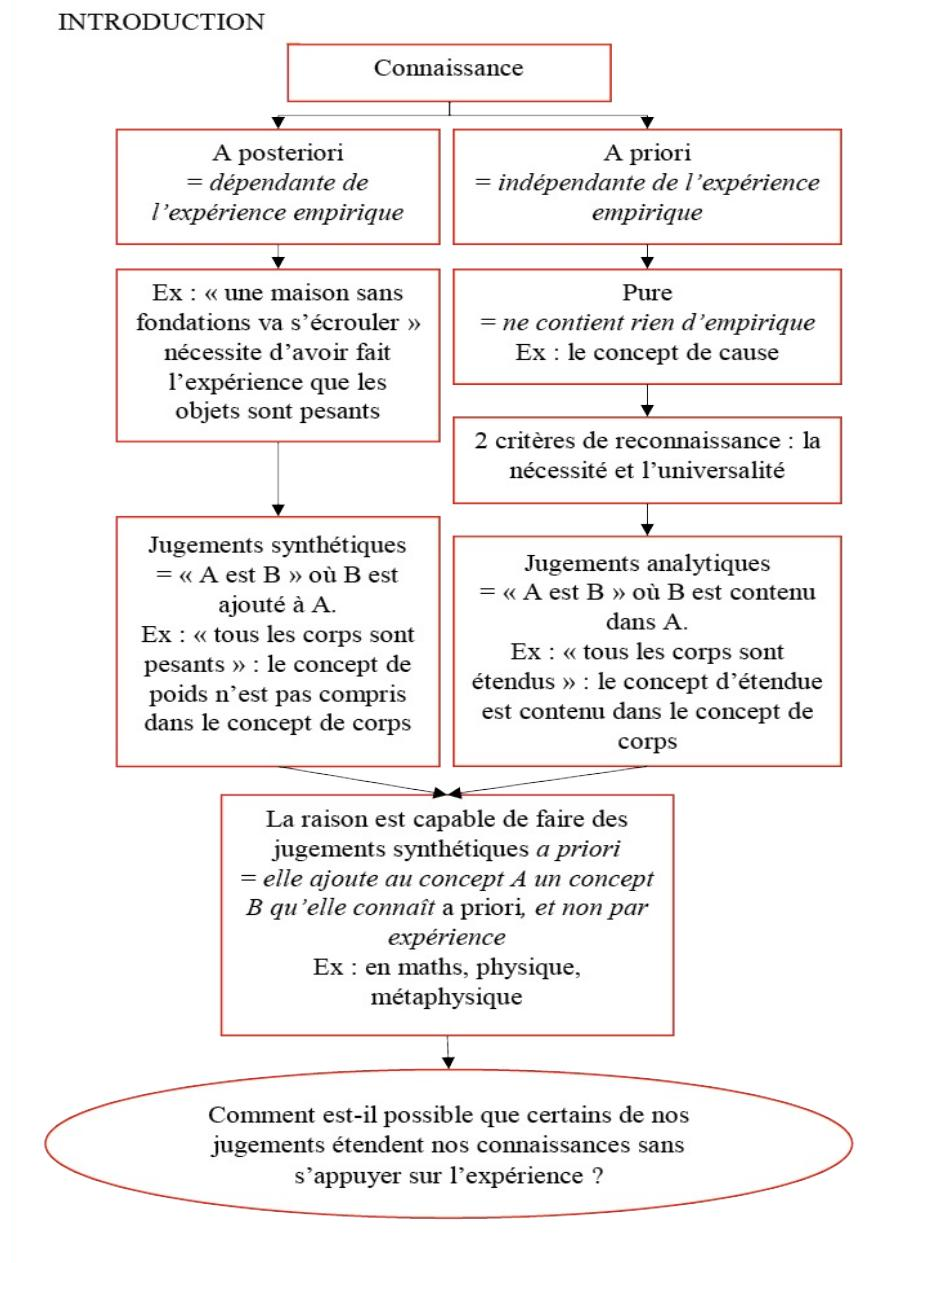 INTRODUCTION
Connaissance
A posteriori
= dépendante de
l’expérience empirique
A priori
= indépendante de l’expérience
empirique
Ex : « une maison sans
fondations va s’écrouler »
nécessite d’avoir fait
l’expérience que les
objets sont pesants
Pure
= ne contient rien d’empirique
Ex : le concept de cause
2 critères de reconnaissance : la
nécessité et l’universalité
Jugements synthétiques
= « A est B » où B est
ajouté à A.
Ex : « tous les corps sont
pesants » : le concept de
poids n’est pas compris
dans le concept de corps
Jugements analytiques
= « A est B » où B est contenu
dans A.
Ex : « tous les corps sont
étendus » : le concept d’étendue
est contenu dans le concept de
corps
La raison est capable de faire des
jugements synthétiques a priori
= elle ajoute au concept A un concept
B qu’elle connaît a priori, et non par
expérience
Ex : en maths, physique,
métaphysique
Comment est-il possible que certains de nos
jugements étendent nos connaissances sans
s’appuyer sur l’expérience ?